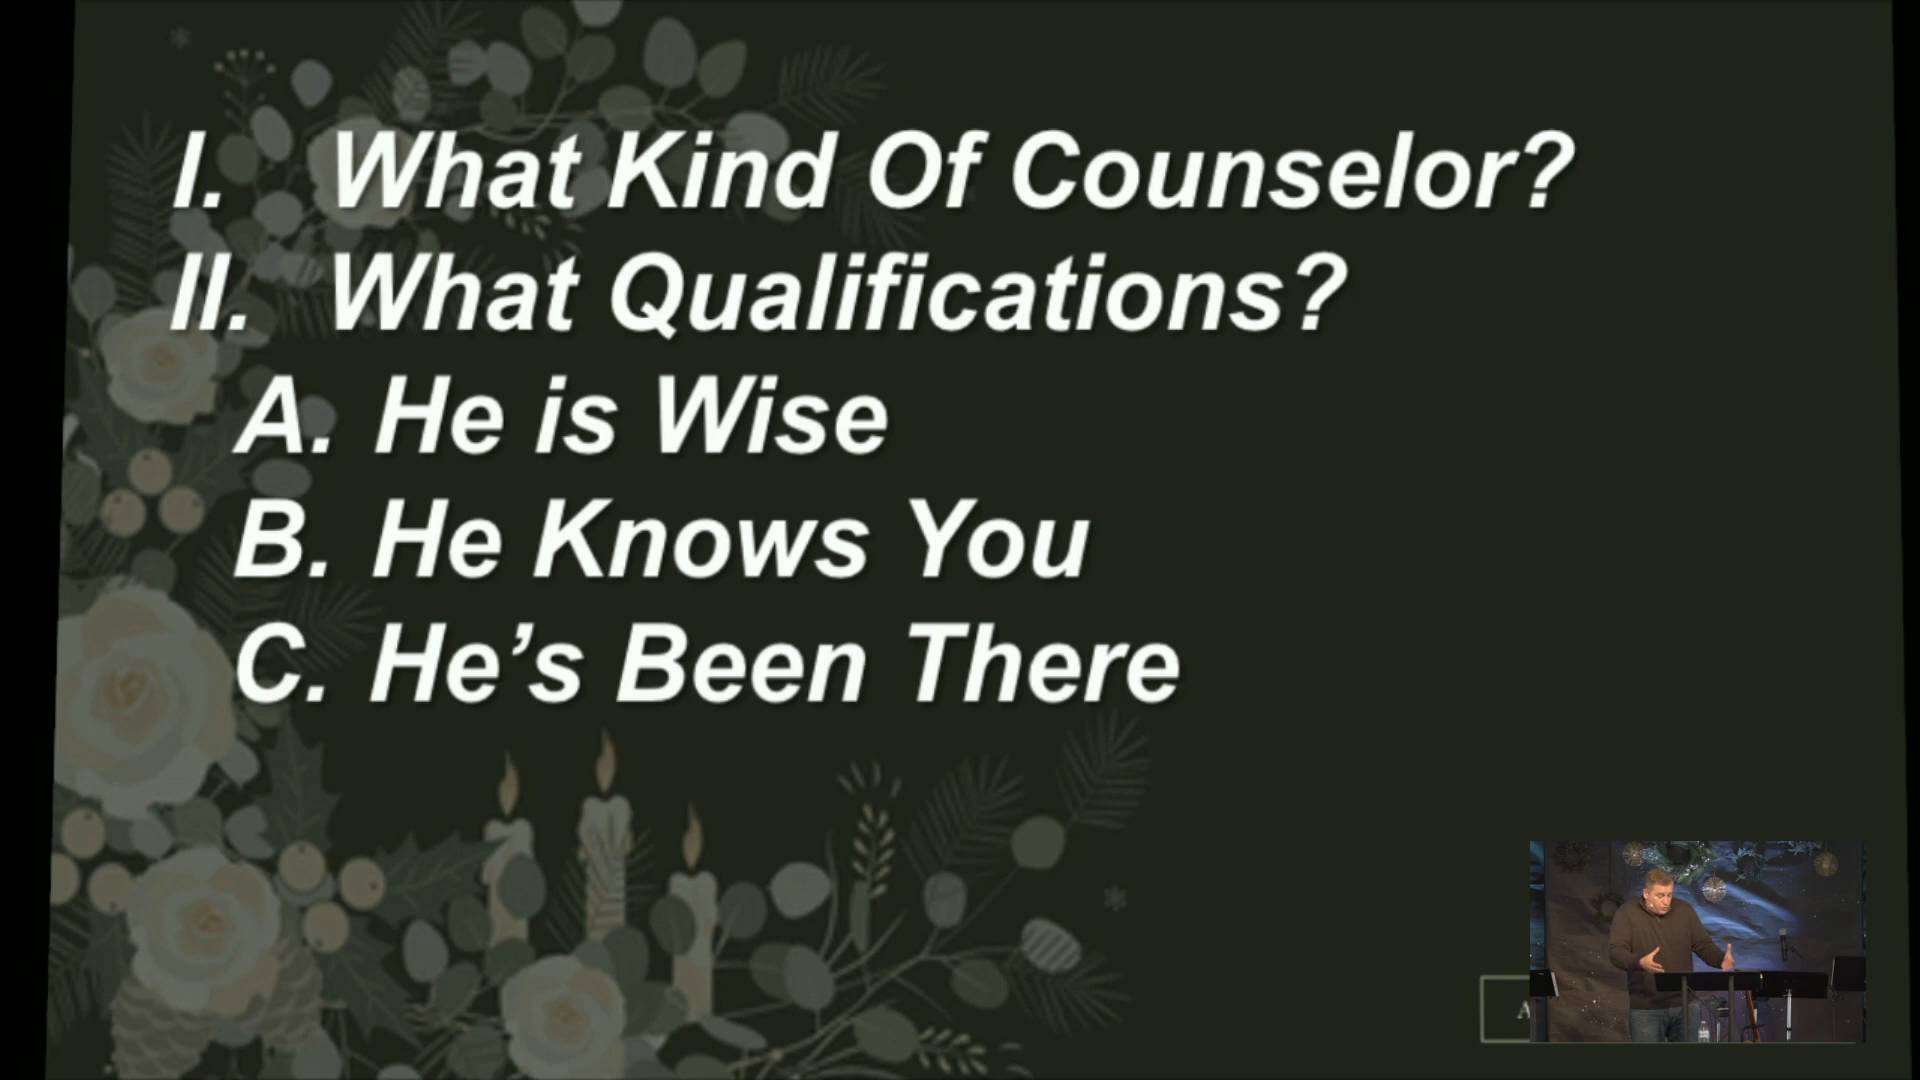 I. What Kind Of Counselor?
II. What Qualifications?
A. He is Wise
B. He Knows You
C. He's Been There